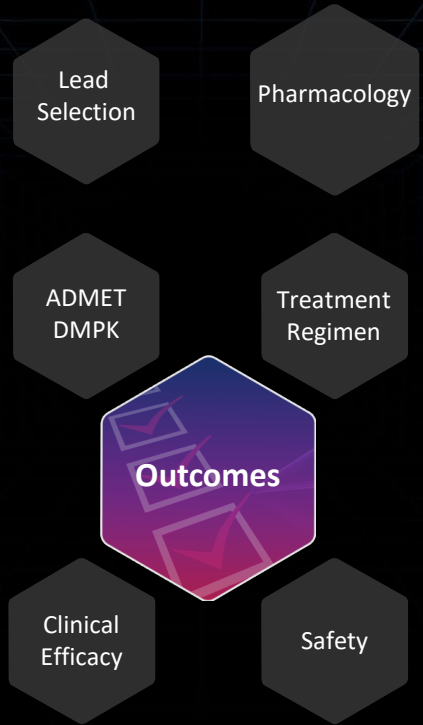 Lead
Selection
Pharmacology
ADMET
DMPK
Treatment
Regimen
Outcomes
Clinical
Efficacy
Safety